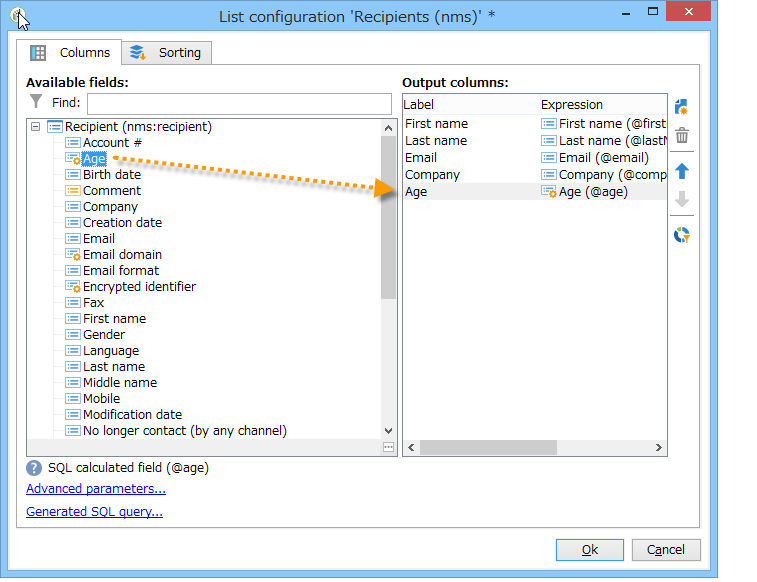 List configuration 'Recipients (nms)' *
Columns
Sorting
Available fields:
Find:
Recipient (nms:recipient)
Account #
Age
Birth date
Comment
Company
Creation date
Email
Email domain
Email format
Encrypted identifier
Fax
First name
Gender
Language
Last name
Middle name
Mobile
Modification date
No longer contact (by any channel)
Output columns:
Label Expression
First name First name (@first
Last name Last name (@lastN
Email Email (@email)
Company Company (@comp
Age Age (@age)
SQL calculated field (@age)
Advanced parameters...
Generated SQL query...
Ok
Cancel